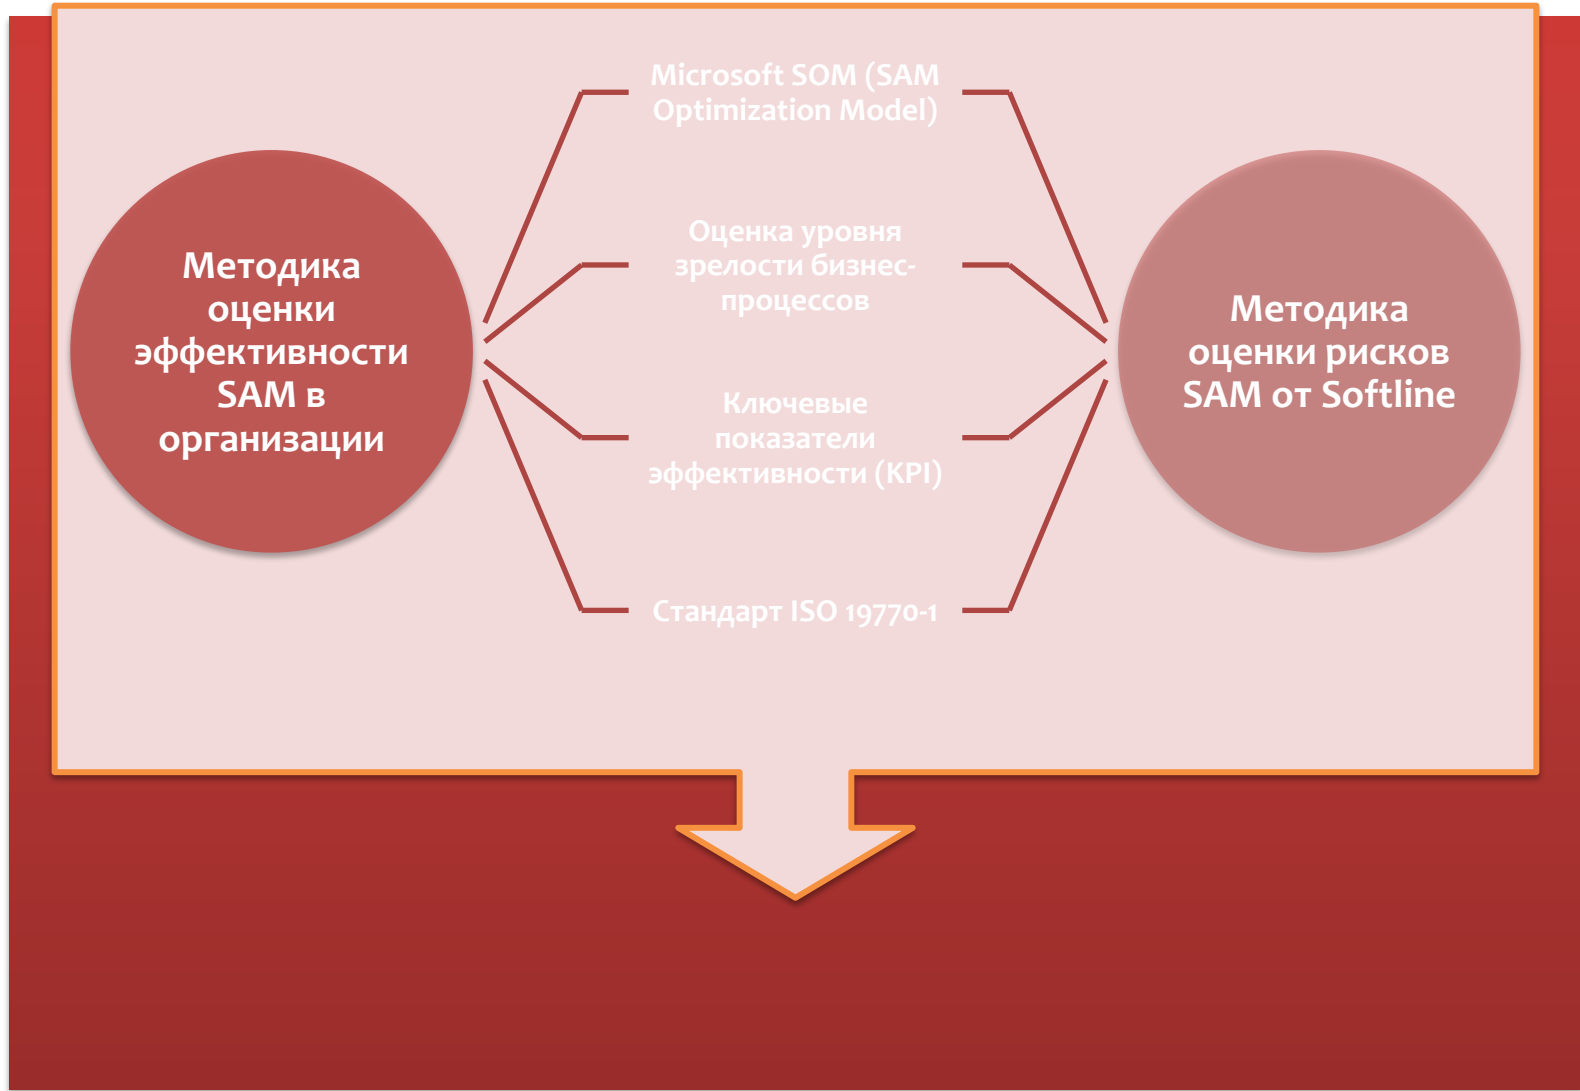 Microsoft SOM (SAM
Optimization Model)
Методика
оценки
эффективности
SAM в
организации
Оценка уровня
зрелости бизнес-
процессов
Ключевые
показатели
эффективности (KPI)
Стандарт ISO 19770-1
Методика
оценки рисков
SAM от Softline